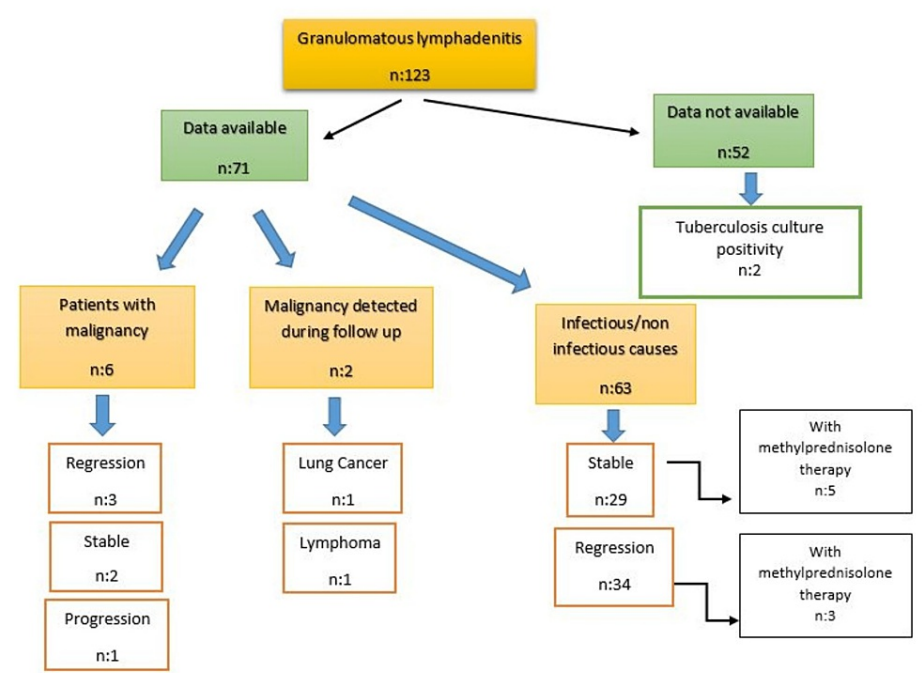 Granulomatous lymphadenitis
n:123
Data available
n:71
Data not available
n:52
Tuberculosis culture
positivity
n:2
Patients with
malignancy
n:6
Malignancy detected
during follow up
n:2
Infectious/non
infectious causes
n:63
Regression
n:3
Stable
n:2
Progression
n:1
Lung Cancer
n:1
Lymphoma
n:1
Stable
n:29
Regression
n:34
With
methylprednisolone
therapy
n:5
With
methylprednisolone
therapy
n:3